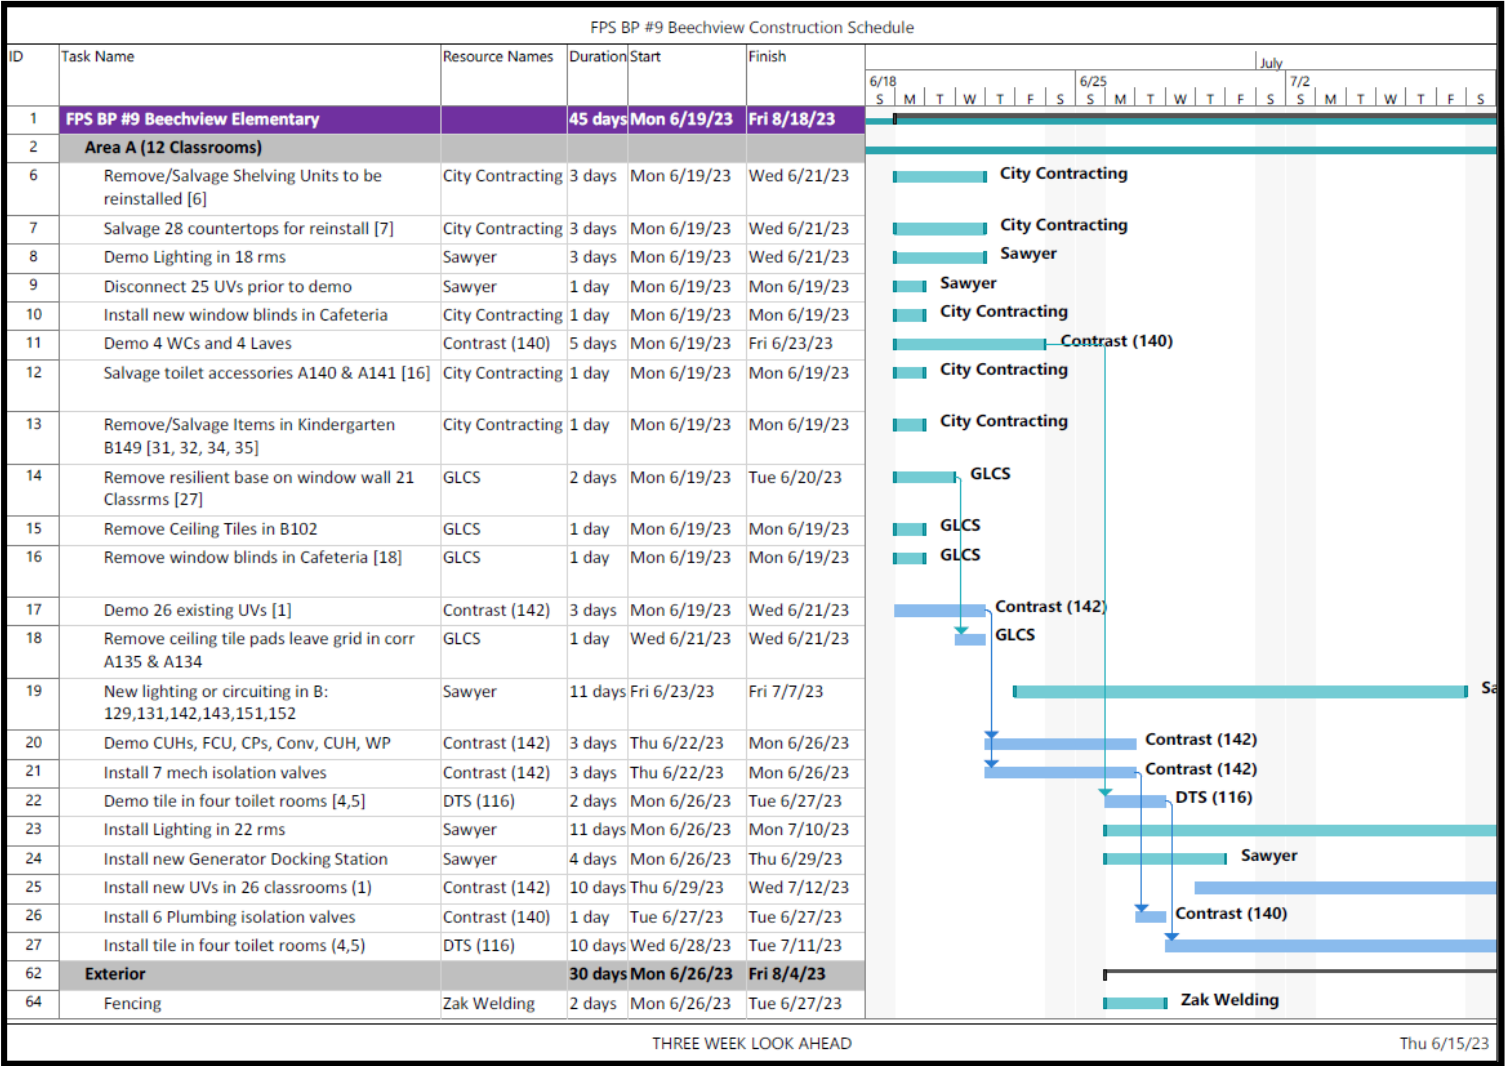 FPS BP #9 Beechview Construction Schedule
ID Task Name Resource Names Duration Start Finish
July
6/18 6/25 7/2
S M T W T F S S M T W T F S S M T W T F S
1 FPS BP #9 Beechview Elementary 45 days Mon 6/19/23 Fri 8/18/23
2 Area A (12 Classrooms)
6 Remove/Salvage Shelving Units to be City Contracting 3 days Mon 6/19/23 Wed 6/21/23 City Contracting
reinstalled [6]
7 Salvage 28 countertops for reinstall [7] City Contracting 3 days Mon 6/19/23 Wed 6/21/23 City Contracting
8 Demo Lighting in 18 rms Sawyer 3 days Mon 6/19/23 Wed 6/21/23 Sawyer
9 Disconnect 25 UVs prior to demo Sawyer 1 day Mon 6/19/23 Mon 6/19/23 Sawyer
10 Install new window blinds in Cafeteria City Contracting 1 day Mon 6/19/23 Mon 6/19/23 City Contracting
11 Demo 4 WCs and 4 Laves Contrast (140) 5 days Mon 6/19/23 Fri 6/23/23 Contrast (140)
12 Salvage toilet accessories A140 & A141 [16] City Contracting 1 day Mon 6/19/23 Mon 6/19/23 City Contracting
13 Remove/Salvage Items in Kindergarten City Contracting 1 day Mon 6/19/23 Mon 6/19/23 City Contracting
B149 [31, 32, 34, 35]
14 Remove resilient base on window wall 21 GLCS 2 days Mon 6/19/23 Tue 6/20/23 GLCS
Classrms [27]
15 Remove Ceiling Tiles in B102 GLCS 1 day Mon 6/19/23 Mon 6/19/23 GLCS
16 Remove window blinds in Cafeteria [18] GLCS 1 day Mon 6/19/23 Mon 6/19/23 GLCS
17 Demo 26 existing UVs [1] Contrast (142) 3 days Mon 6/19/23 Wed 6/21/23 Contrast (142)
18 Remove ceiling tile pads leave grid in corr GLCS 1 day Wed 6/21/23 Wed 6/21/23 GLCS
A135 & A134
19 New lighting or circuiting in B: Sawyer 11 days Fri 6/23/23 Fri 7/7/23 Sa
129,131,142,143,151,152
20 Demo CUHs, FCU, CPs, Conv, CUH, WP Contrast (142) 3 days Thu 6/22/23 Mon 6/26/23 Contrast (142)
21 Install 7 mech isolation valves Contrast (142) 3 days Thu 6/22/23 Mon 6/26/23 Contrast (142)
22 Demo tile in four toilet rooms [4,5] DTS (116) 2 days Mon 6/26/23 Tue 6/27/23 DTS (116)
23 Install Lighting in 22 rms Sawyer 11 days Mon 6/26/23 Mon 7/10/23
24 Install new Generator Docking Station Sawyer 4 days Mon 6/26/23 Thu 6/29/23 Sawyer
25 Install new UVs in 26 classrooms (1) Contrast (142) 10 days Thu 6/29/23 Wed 7/12/23
26 Install 6 Plumbing isolation valves Contrast (140) 1 day Tue 6/27/23 Tue 6/27/23 Contrast (140)
27 Install tile in four toilet rooms (4,5) DTS (116) 10 days Wed 6/28/23 Tue 7/11/23
62 Exterior 30 days Mon 6/26/23 Fri 8/4/23
64 Fencing Zak Welding 2 days Mon 6/26/23 Tue 6/27/23 Zak Welding
THREE WEEK LOOK AHEAD Thu 6/15/23